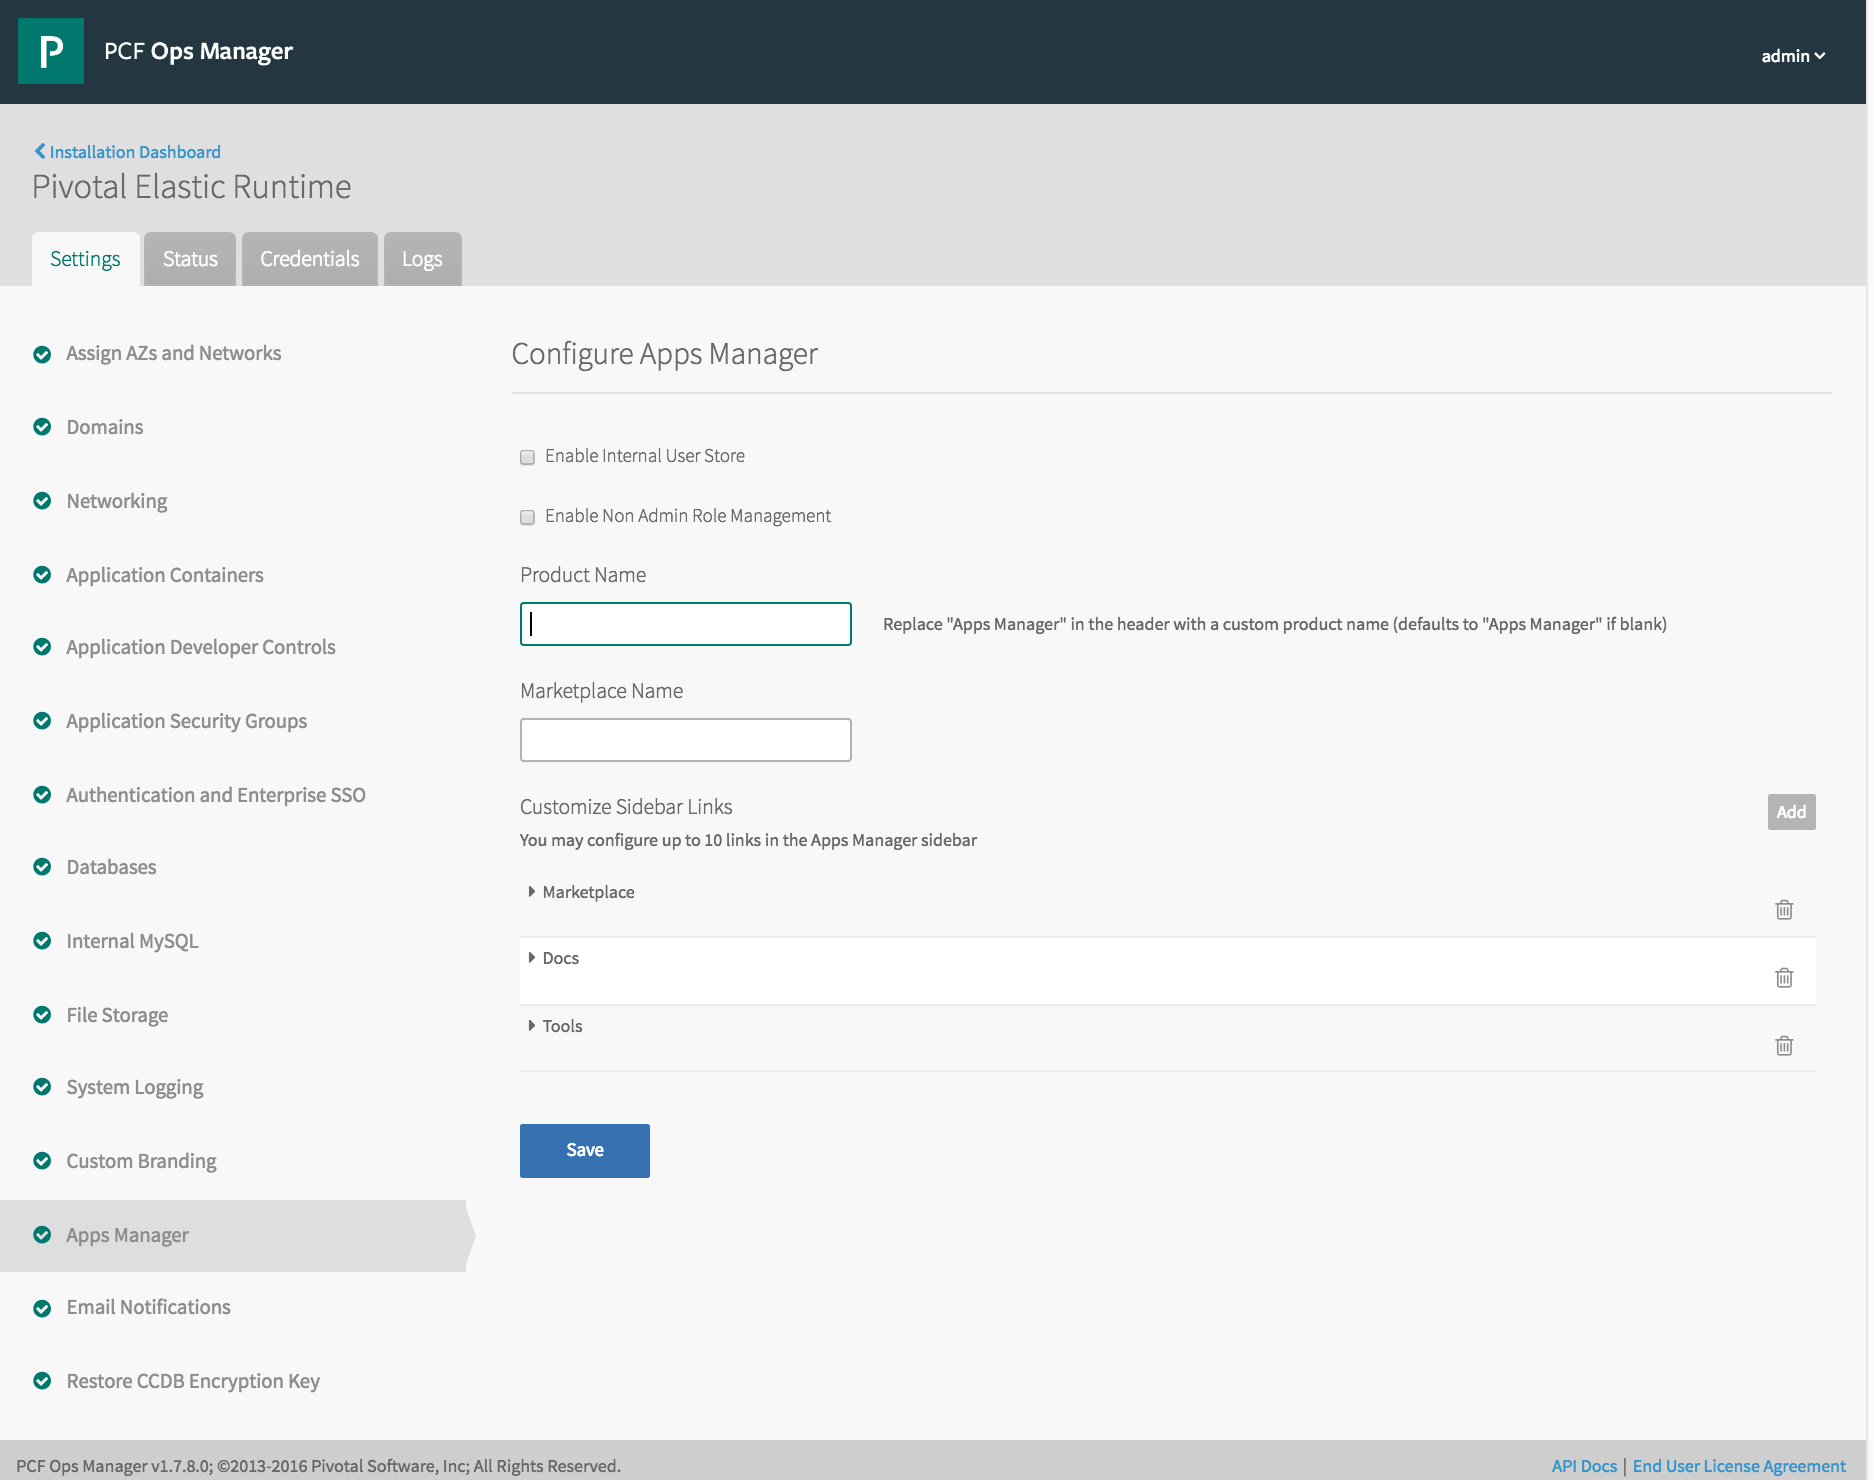 P
PCF Ops Manager
admin
Installation Dashboard
Pivotal Elastic Runtime
Settings
Status
Credentials
Logs
Assign AZs and Networks
Domains
Networking
Application Containers
Application Developer Controls
Application Security Groups
Authentication and Enterprise SSO
Databases
Internal MySQL
File Storage
System Logging
Custom Branding
Apps Manager
Email Notifications
Restore CCDB Encryption Key
Configure Apps Manager
Enable Internal User Store
Enable Non Admin Role Management
Product Name
Replace "Apps Manager" in the header with a custom product name (defaults to "Apps Manager" if blank)
Marketplace Name
Customize Sidebar Links
Add
You may configure up to 10 links in the Apps Manager sidebar
Marketplace
Docs
Tools
Save
PCF Ops Manager v1.7.8.0; ©2013-2016 Pivotal Software, Inc; All Rights Reserved.
API Docs | End User License Agreement